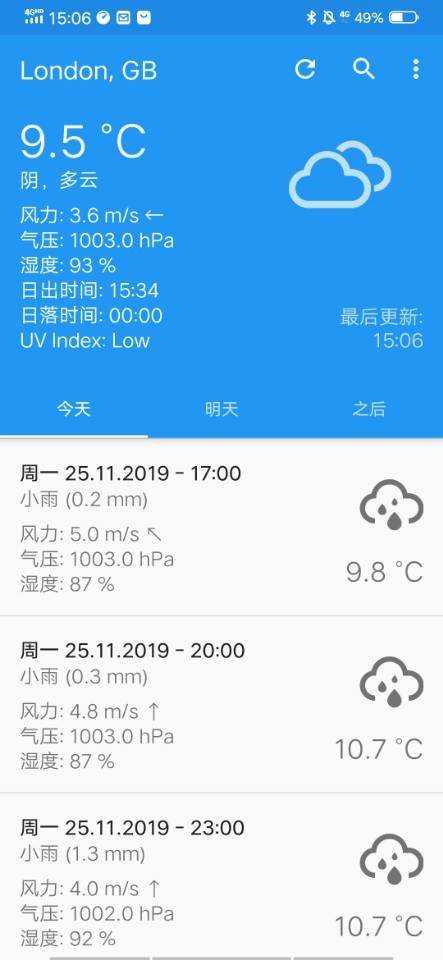 4GHD 15:06 4G 49%
London, GB
9.5 °C
阴，多云
风力: 3.6 m/s ←
气压: 1003.0 hPa
湿度: 93 %
日出时间: 15:34
日落时间: 00:00
UV Index: Low
最后更新:
15:06
今天 明天 之后
周一 25.11.2019 - 17:00
小雨 (0.2 mm)
风力: 5.0 m/s ↖
气压: 1003.0 hPa
湿度: 87 %
9.8 °C
周一 25.11.2019 - 20:00
小雨 (0.3 mm)
风力: 4.8 m/s ↑
气压: 1003.0 hPa
湿度: 87 %
10.7 °C
周一 25.11.2019 - 23:00
小雨 (1.3 mm)
风力: 4.0 m/s ↑
气压: 1002.0 hPa
湿度: 92 %
10.7 °C